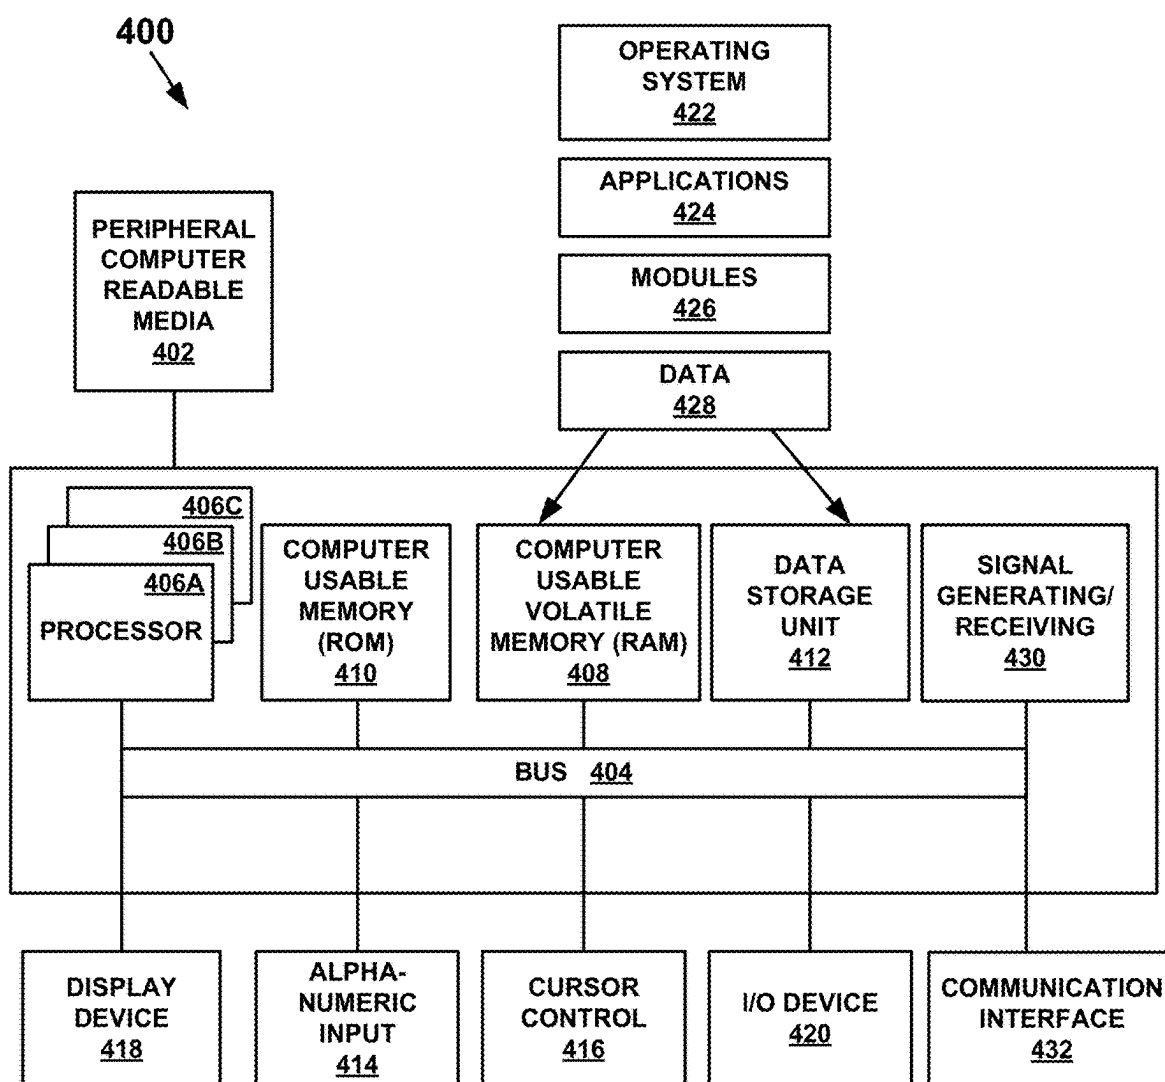 400
OPERATING
SYSTEM
422
APPLICATIONS
424
MODULES
426
DATA
428
PERIPHERAL
COMPUTER
READABLE
MEDIA
402
406C
406B
406A
PROCESSOR
COMPUTER
USABLE
MEMORY
(ROM)
410
COMPUTER
USABLE
VOLATILE
MEMORY (RAM)
408
DATA
STORAGE
UNIT
412
SIGNAL
GENERATING/
RECEIVING
430
BUS 404
DISPLAY
DEVICE
418
ALPHA-
NUMERIC
INPUT
414
CURSOR
CONTROL
416
I/O DEVICE
420
COMMUNICATION
INTERFACE
432